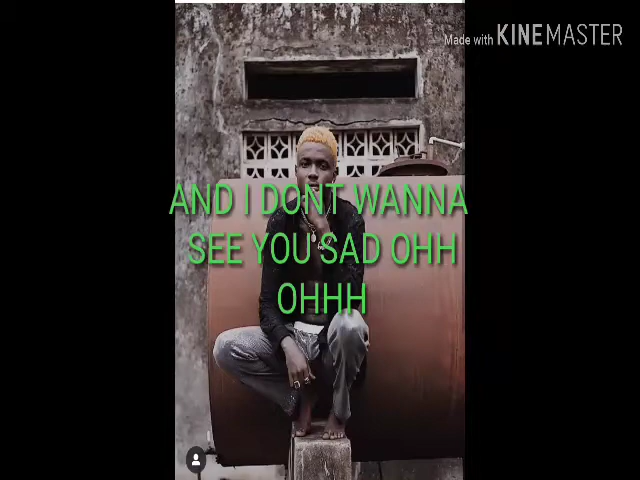 Made with KINEMASTER
AND I DONT WANNA
SEE YOU SAD OHH
OHHH